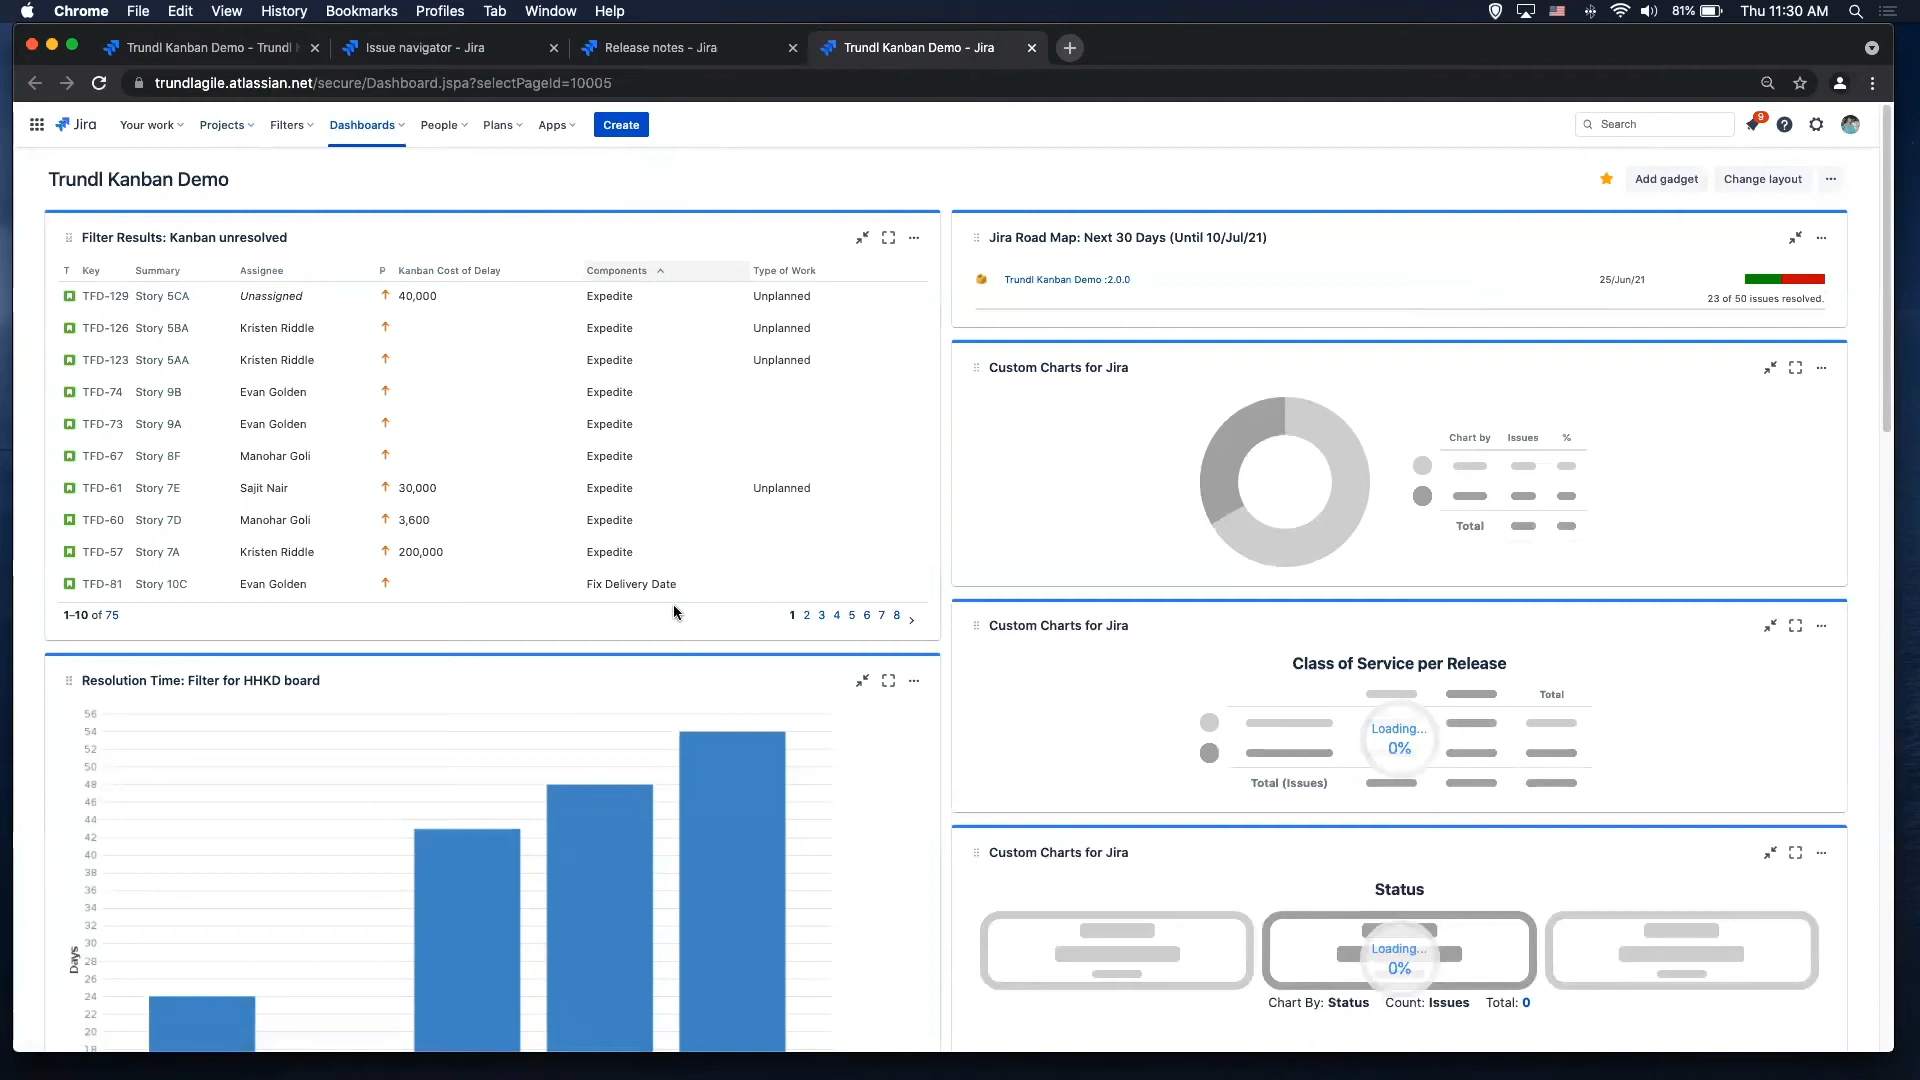 Chrome File Edit View History Bookmarks Profiles Tab Window Help 81% Thu 11:30 AM
Trundl Kanban Demo - Trundl Issue navigator - Jira Release notes - Jira Trundl Kanban Demo - Jira
trundlagile.atlassian.net/secure/Dashboard.jspa?selectPageId=10005
Jira Your work Projects Filters Dashboards People Plans Apps Create Search 9
Trundl Kanban Demo Add gadget Change layout
Filter Results: Kanban unresolved
T Key Summary Assignee P Kanban Cost of Delay Components Type of Work
TFD-129 Story 5CA Unassigned 40,000 Expedite Unplanned
TFD-126 Story 5BA Kristen Riddle Expedite Unplanned
TFD-123 Story 5AA Kristen Riddle Expedite Unplanned
TFD-74 Story 9B Evan Golden Expedite
TFD-73 Story 9A Evan Golden Expedite
TFD-67 Story 8F Manohar Goli Expedite
TFD-61 Story 7E Sajit Nair 30,000 Expedite Unplanned
TFD-60 Story 7D Manohar Goli 3,600 Expedite
TFD-57 Story 7A Kristen Riddle 200,000 Expedite
TFD-81 Story 10C Evan Golden Fix Delivery Date
1–10 of 75 1 2 3 4 5 6 7 8
Resolution Time: Filter for HHKD board
56
54
52
50
48
46
44
42
40
38
36
34
32
30
28
26
24
22
20
18
Days
Jira Road Map: Next 30 Days (Until 10/Jul/21)
Trundl Kanban Demo :2.0.0 25/Jun/21
23 of 50 issues resolved.
Custom Charts for Jira
Chart by Issues %
Total
Custom Charts for Jira
Class of Service per Release
Total
Loading...
0%
Total (Issues)
Custom Charts for Jira
Status
Loading...
0%
Chart By: Status Count: Issues Total: 0